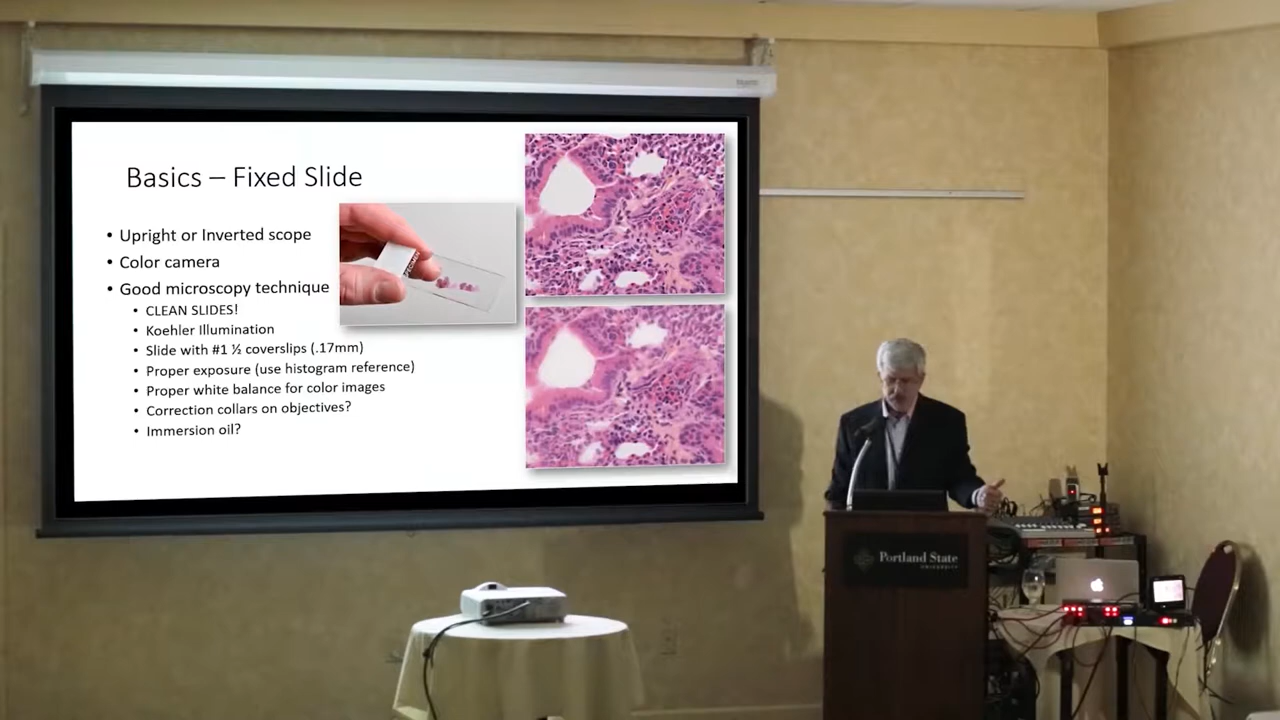 Basics – Fixed Slide
• Upright or Inverted scope
• Color camera
• Good microscopy technique
• CLEAN SLIDES!
• Koehler Illumination
• Slide with #1 ½ coverslips (.17mm)
• Proper exposure (use histogram reference)
• Proper white balance for color images
• Correction collars on objectives?
• Immersion oil?
Portland State
UNIVERSITY